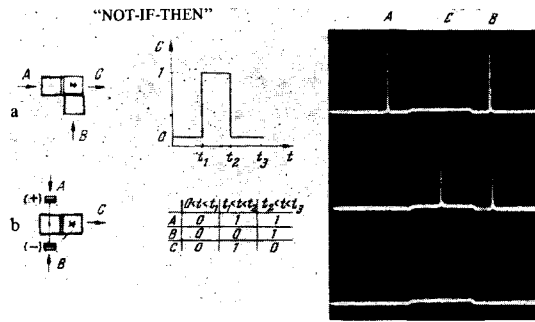 "NOT-IF-THEN"
A C B
A C
a
B
C
1
0
t₁ t₂ t₃ t
A
(+)
C
b
(-)
B
0<t<t₁ t₁<t<t₂ t₂<t<t₃
A 0 1 1
B 0 0 1
C 0 1 0